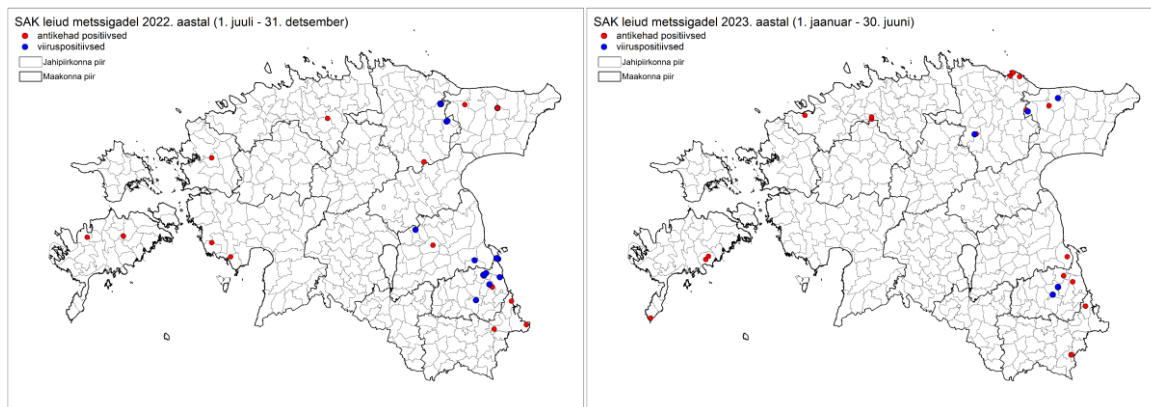 SAK leiud metssigadel 2022. aastal (1. juuli - 31. detsember)
antikehad positiivsed
viiruspositiivsed
Jahipiirkonna piir
Maakonna piir
SAK leiud metssigadel 2023. aastal (1. jaanuar - 30. juuni)
antikehad positiivsed
viiruspositiivsed
Jahipiirkonna piir
Maakonna piir